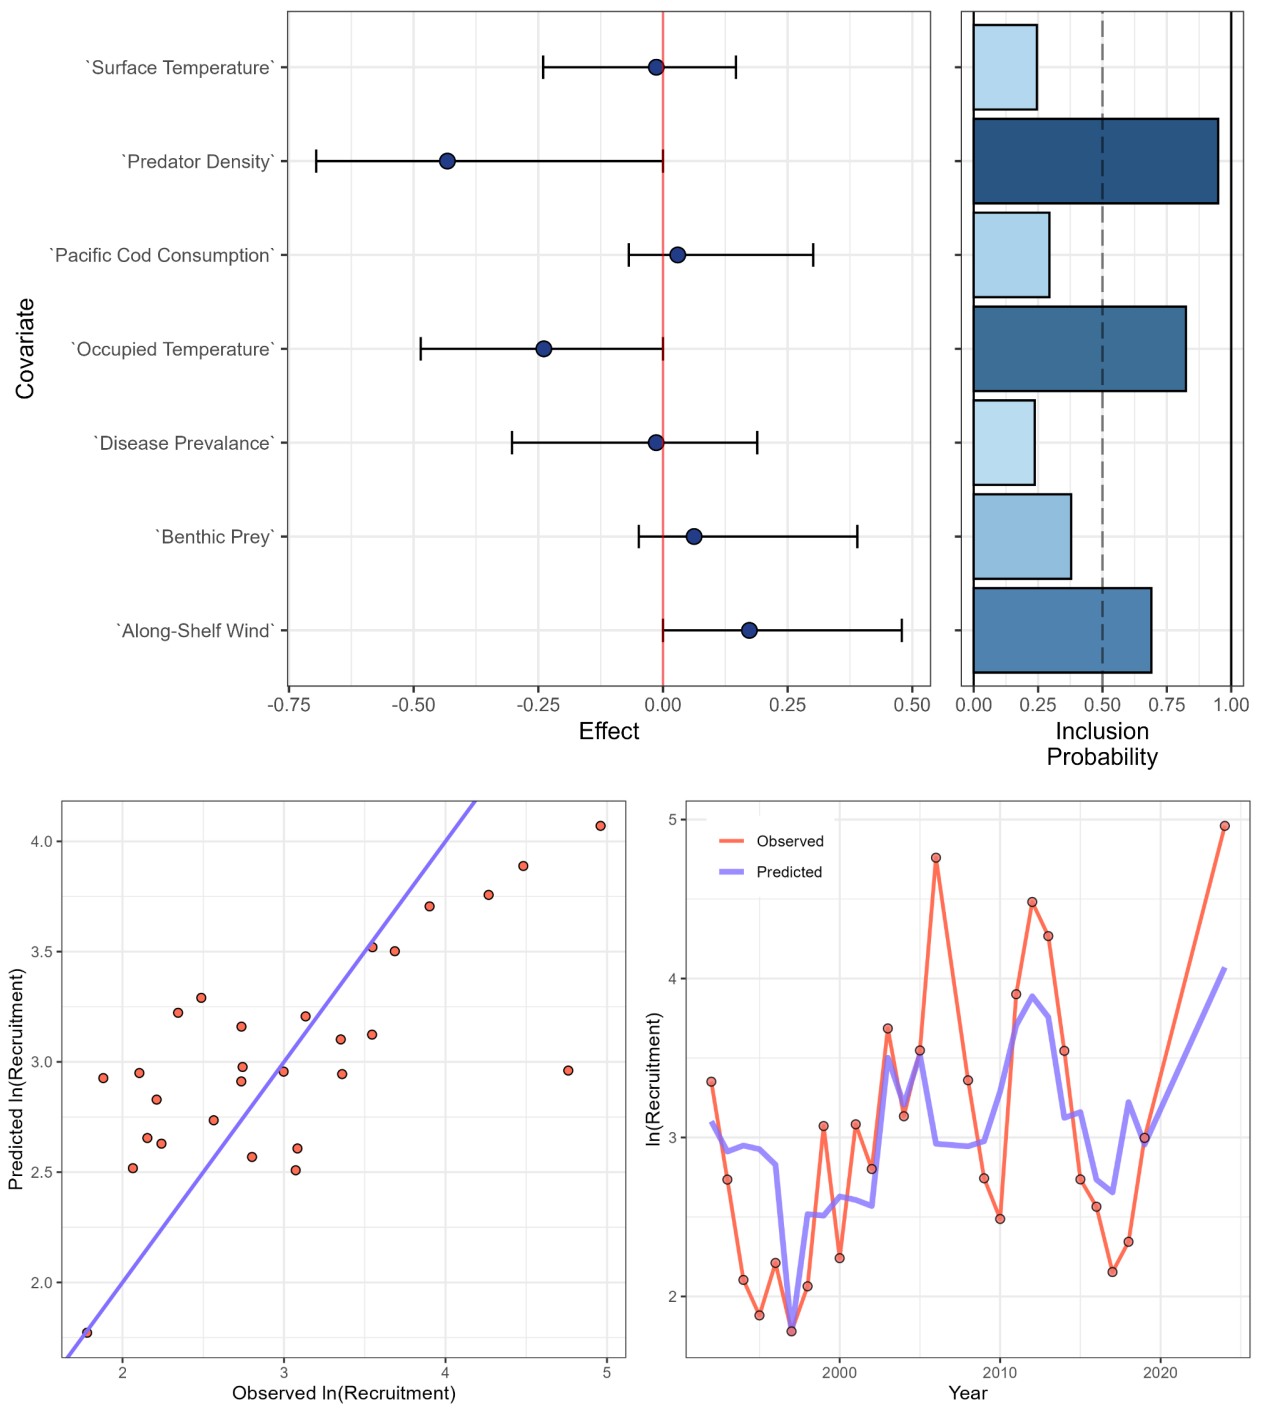 Covariate
`Surface Temperature`
`Predator Density`
`Pacific Cod Consumption`
`Occupied Temperature`
`Disease Prevalance`
`Benthic Prey`
`Along-Shelf Wind`
-0.75 -0.50 -0.25 0.00 0.25 0.50
Effect
0.00 0.25 0.50 0.75 1.00
Inclusion
Probability
Predicted ln(Recruitment)
4.0
3.5
3.0
2.5
2.0
2 3 4 5
Observed ln(Recruitment)
ln(Recruitment)
5
4
3
2
Observed
Predicted
2000 2010 2020
Year